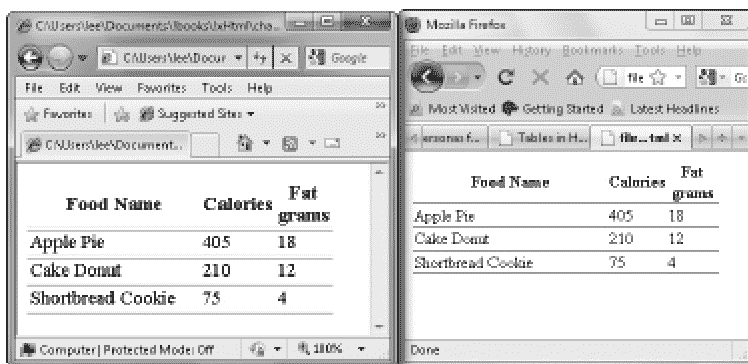 C:\Users\lee\Documents\!books\!xHtml\cha...
C:\Users\lee\Docur
Google
File Edit View Favorites Tools Help
Favorites Suggested Sites
C:\Users\lee\Document...
Food Name Calories Fat grams
Apple Pie 405 18
Cake Donut 210 12
Shortbread Cookie 75 4
Computer | Protected Mode: Off 100%
Mozilla Firefox
File Edit View History Bookmarks Tools Help
file
Most Visited Getting Started Latest Headlines
ersonas f... Tables in H... file...tml
Food Name Calories Fat grams
Apple Pie 405 18
Cake Donut 210 12
Shortbread Cookie 75 4
Done